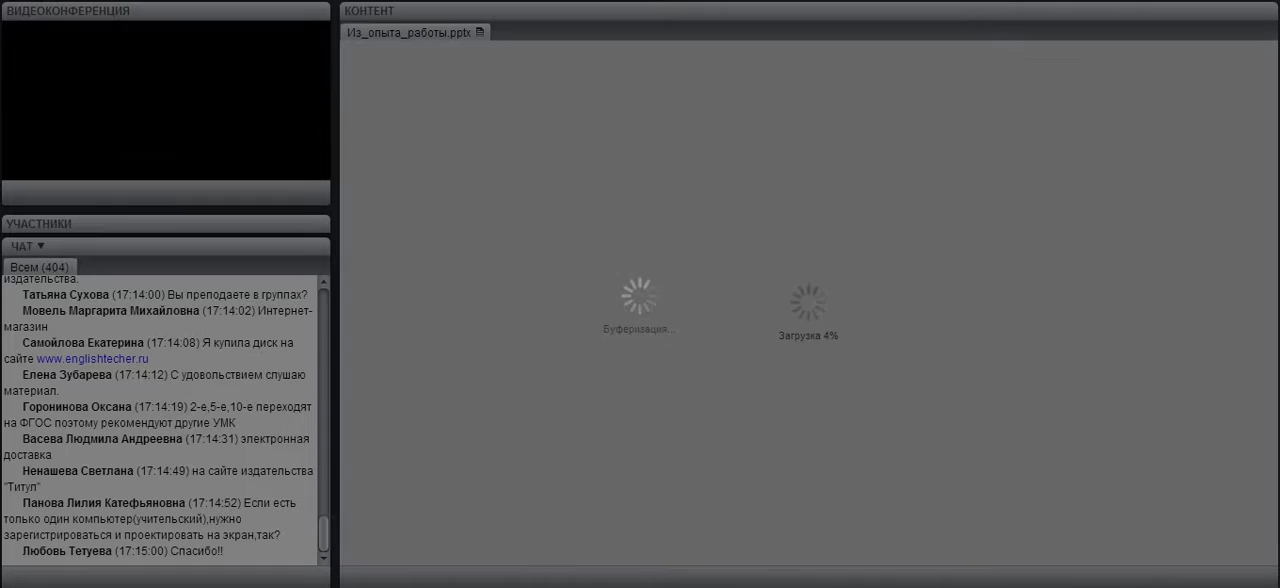 ВИДЕОКОНФЕРЕНЦИЯ
УЧАСТНИКИ
ЧАТ
Всем (404)
издательства.
Татьяна Сухова (17:14:00) Вы преподаете в группах?
Мовель Маргарита Михайловна (17:14:02) Интернет-
магазин
Самойлова Екатерина (17:14:08) Я купила диск на
сайте www.englishtecher.ru
Елена Зубарева (17:14:12) С удовольствием слушаю
материал.
Горонинова Оксана (17:14:19) 2-е,5-е,10-е переходят
на ФГОС поэтому рекомендуют другие УМК
Васева Людмила Андреевна (17:14:31) электронная
доставка
Ненашева Светлана (17:14:49) на сайте издательства
"Титул"
Панова Лилия Катефьяновна (17:14:52) Если есть
только один компьютер(учительский),нужно
зарегистрироваться и проектировать на экран,так?
Любовь Тетуева (17:15:00) Спасибо!!
КОНТЕНТ
Из_опыта_работы.pptx
Буферизация...
Загрузка 4%